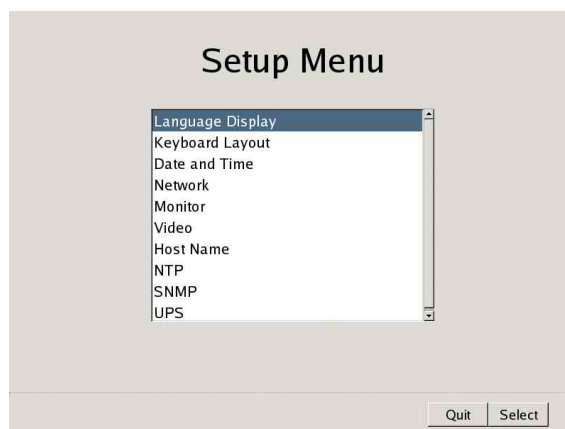 Setup Menu
Language Display
Keyboard Layout
Date and Time
Network
Monitor
Video
Host Name
NTP
SNMP
UPS
Quit Select